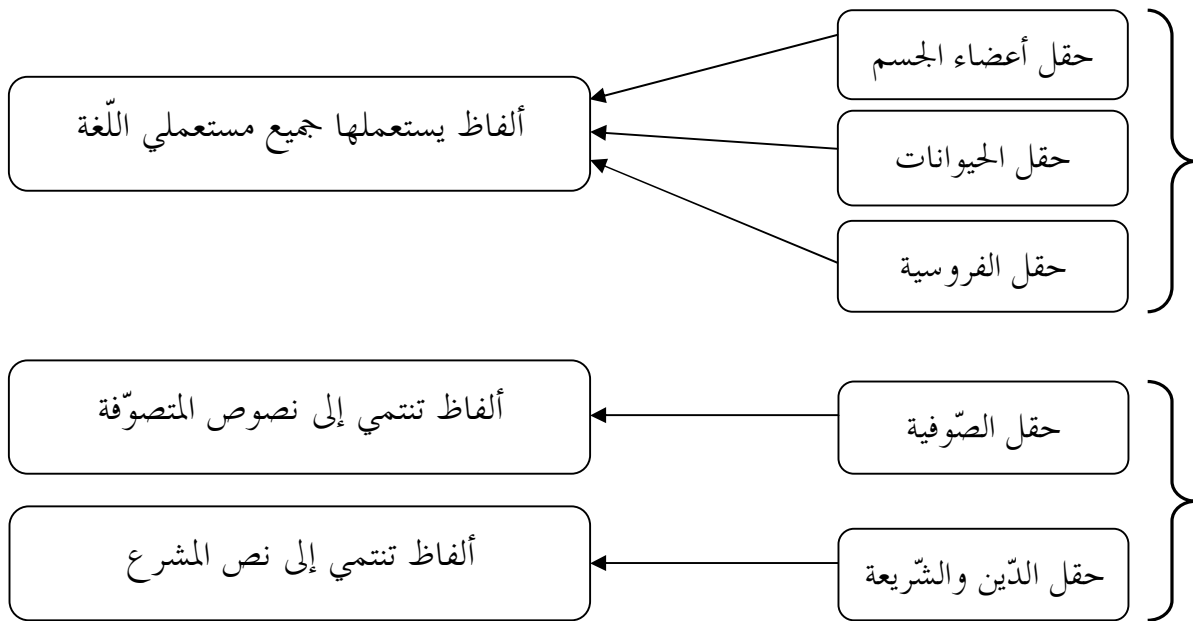 حقل أعضاء الجسم
ألفاظ يستعملها جميع مستعملي اللّغة
حقل الحيوانات
حقل الفروسية
حقل الصّوفية
ألفاظ تنتمي إلى نصوص المتصوّفة
حقل الدّين والشّريعة
ألفاظ تنتمي إلى نص المشرع